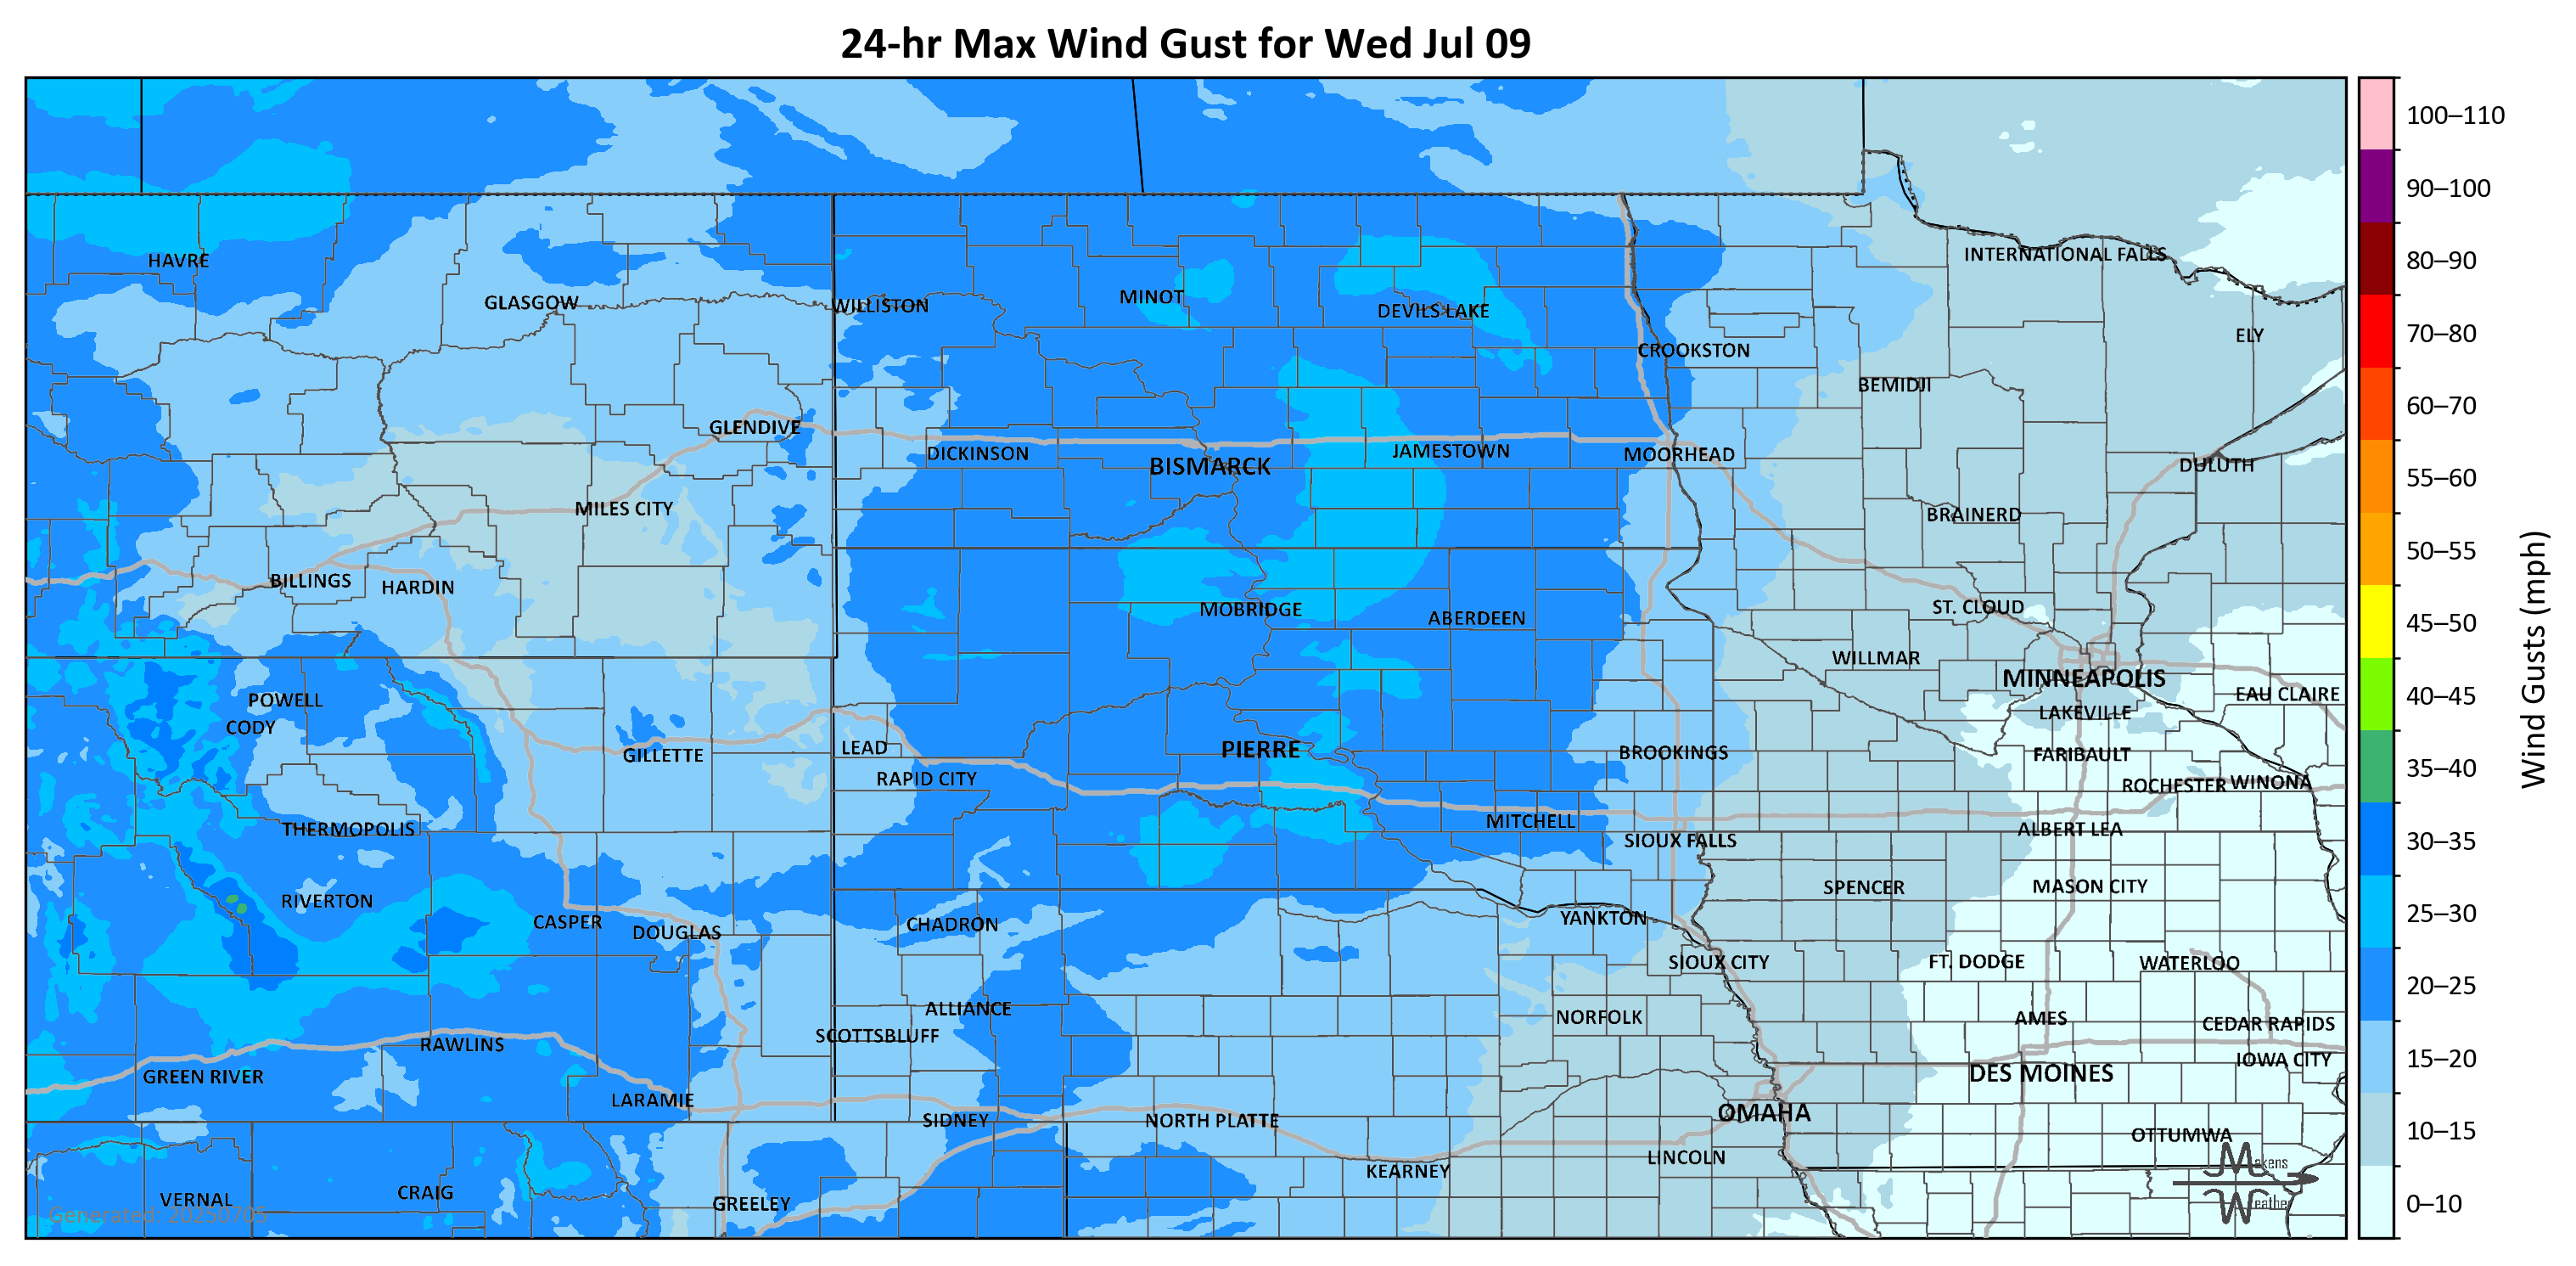 24-hr Max Wind Gust for Wed Jul 09
100–110
90–100
80–90
70–80
60–70
55–60
50–55
45–50
40–45
35–40
30–35
25–30
20–25
15–20
10–15
0–10
Wind Gusts (mph)
HAVRE
INTERNATIONAL FALLS
GLASGOW
WILLISTON
MINOT
DEVILS LAKE
ELY
CROOKSTON
BEMIDJI
GLENDIVE
DICKINSON
BISMARCK
JAMESTOWN
MOORHEAD
DULUTH
MILES CITY
BRAINERD
BILLINGS
HARDIN
MOBRIDGE
ABERDEEN
ST. CLOUD
WILLMAR
MINNEAPOLIS
EAU CLAIRE
POWELL
CODY
LAKEVILLE
GILLETTE
LEAD
RAPID CITY
PIERRE
BROOKINGS
FARIBAULT
ROCHESTER
WINONA
THERMOPOLIS
MITCHELL
SIOUX FALLS
ALBERT LEA
RIVERTON
CASPER
DOUGLAS
CHADRON
YANKTON
SPENCER
MASON CITY
SIOUX CITY
FT. DODGE
WATERLOO
ALLIANCE
SCOTTSBLUFF
NORFOLK
AMES
CEDAR RAPIDS
RAWLINS
GREEN RIVER
IOWA CITY
DES MOINES
LARAMIE
SIDNEY
NORTH PLATTE
OMAHA
OTTUMWA
KEARNEY
LINCOLN
VERNAL
CRAIG
GREELEY
Generated: 20250705
Makens
Weather